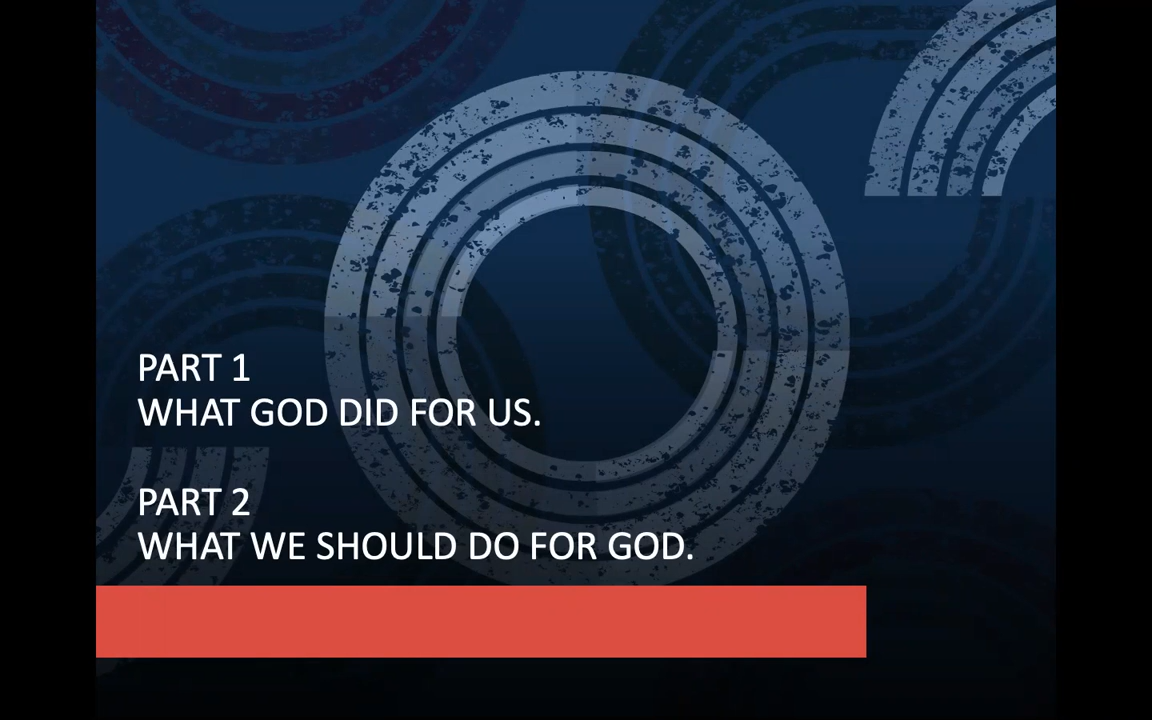 PART 1
WHAT GOD DID FOR US.
PART 2
WHAT WE SHOULD DO FOR GOD.